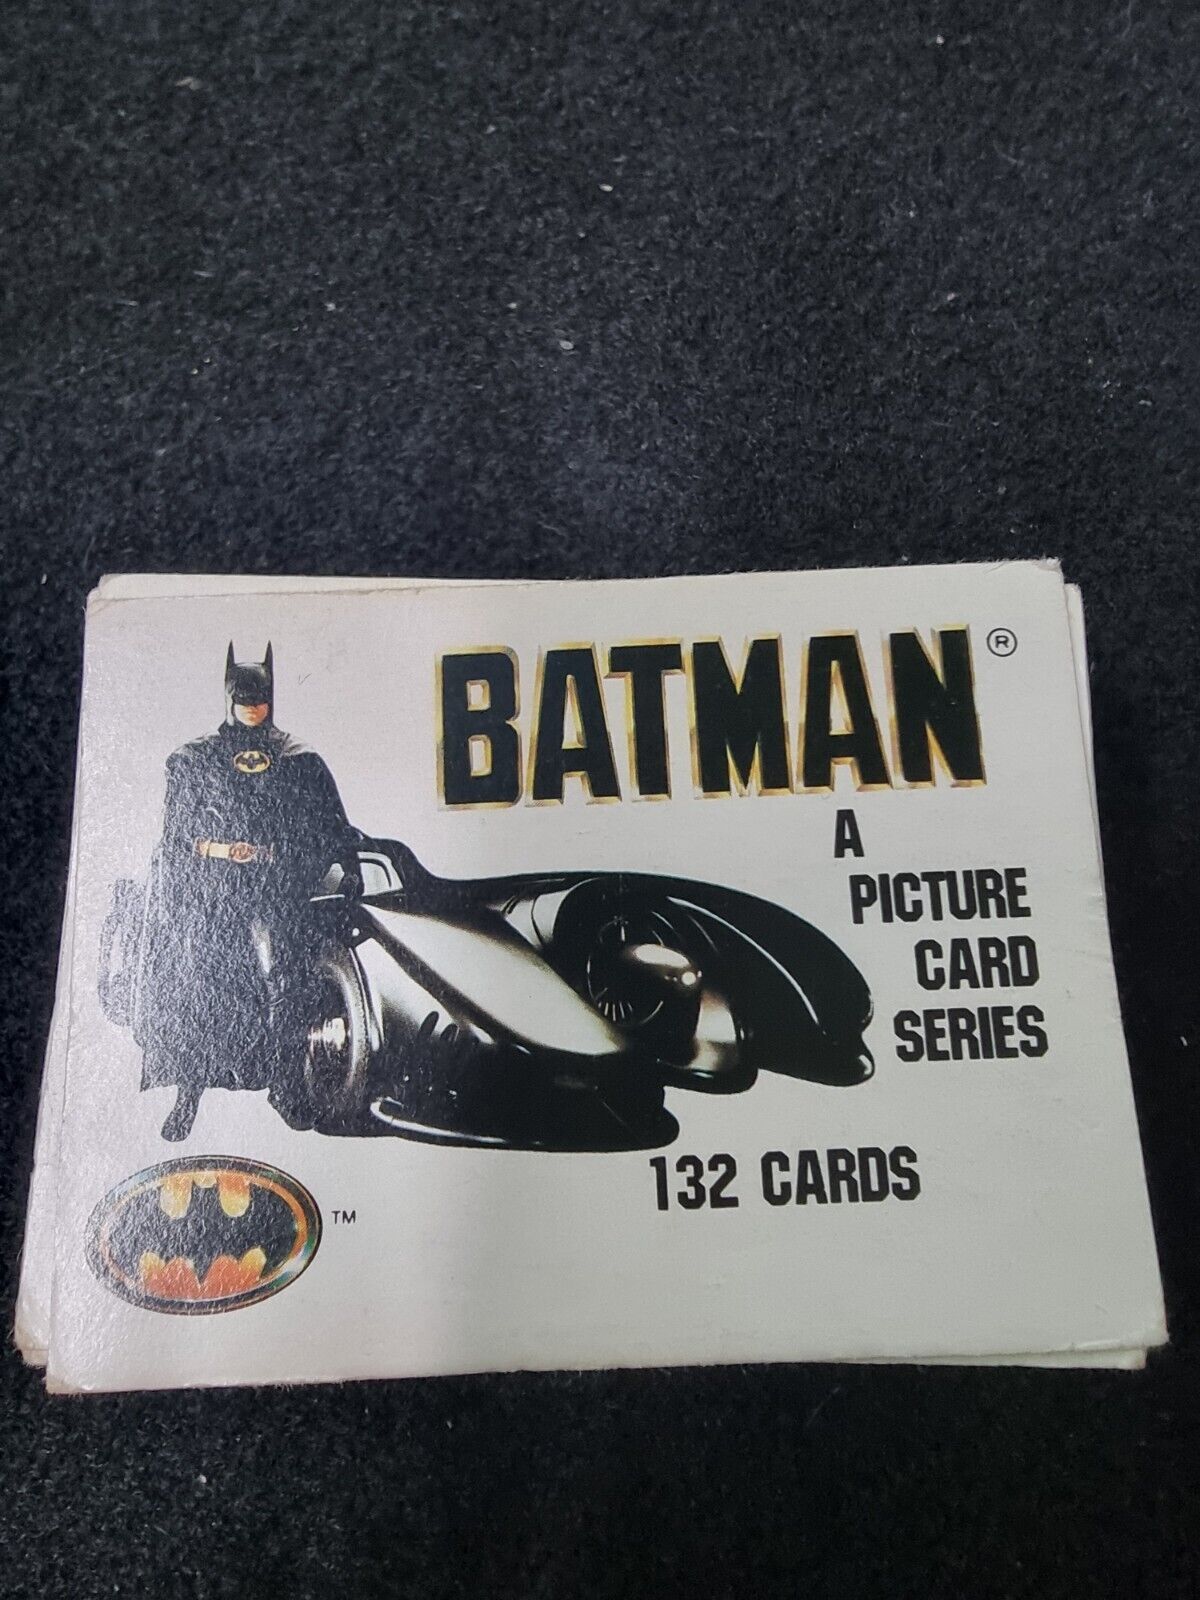 BATMAN®
A
PICTURE
CARD
SERIES
132 CARDS
TM